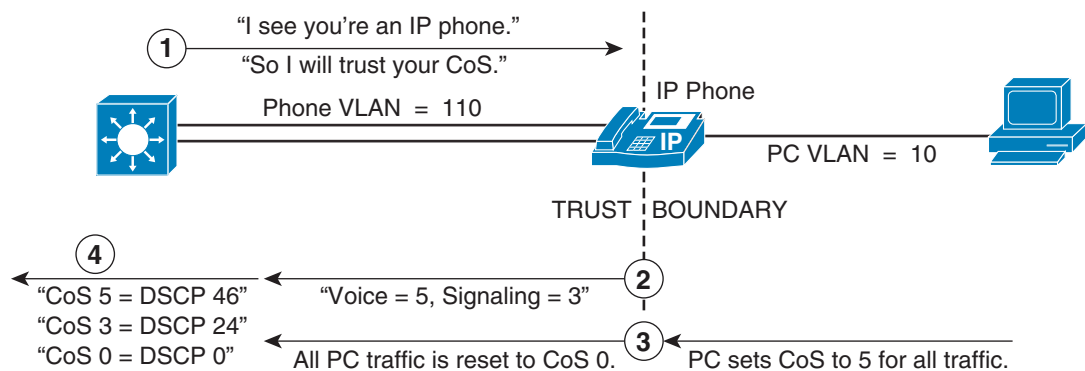 “I see you’re an IP phone.”
1
“So I will trust your CoS.”
IP Phone
Phone VLAN = 110
IP
PC VLAN = 10
TRUST BOUNDARY
4
2
“CoS 5 = DSCP 46”
“Voice = 5, Signaling = 3”
“CoS 3 = DSCP 24”
3
“CoS 0 = DSCP 0”
All PC traffic is reset to CoS 0.
PC sets CoS to 5 for all traffic.